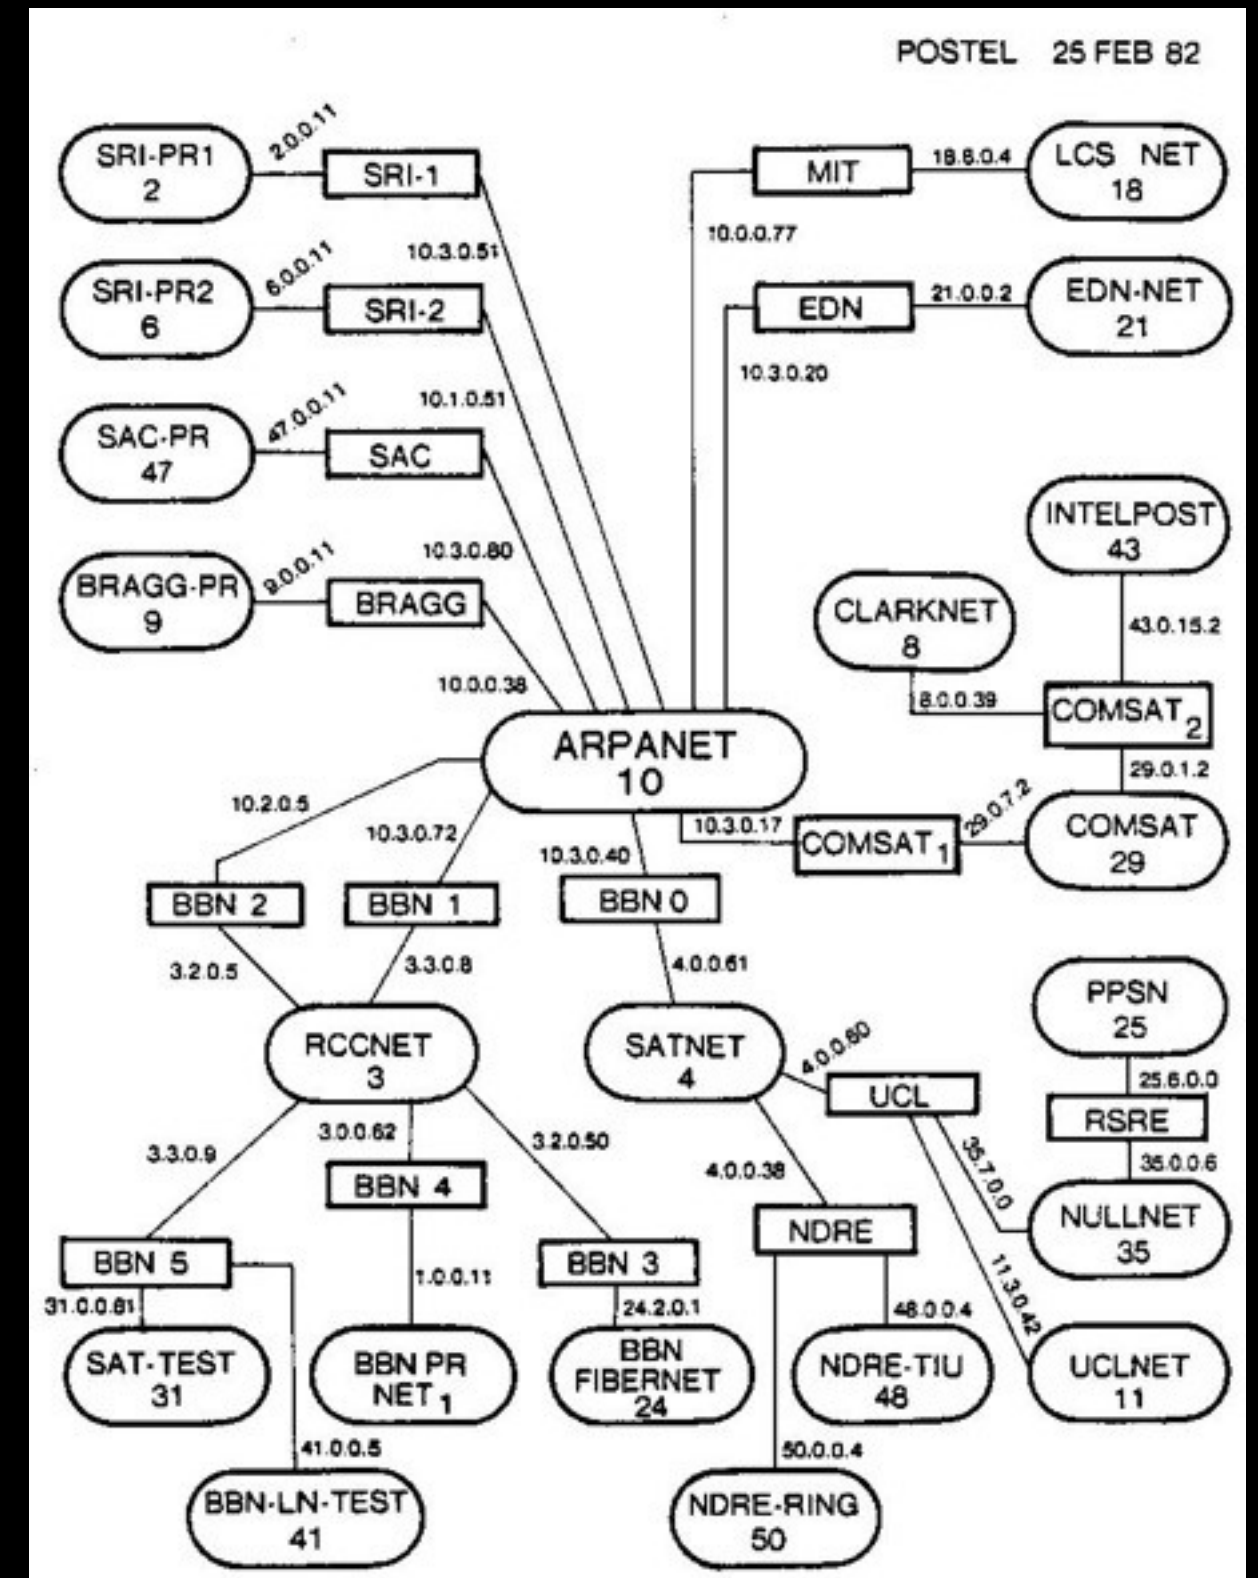 POSTEL 25 FEB 82
SRI-PR1
2
2.0.0.11
SRI-1
10.3.0.51
MIT
18.8.0.4
LCS NET
18
10.0.0.77
SRI-PR2
6
6.0.0.11
SRI-2
10.1.0.51
EDN
21.0.0.2
EDN-NET
21
10.3.0.20
SAC-PR
47
47.0.0.11
SAC
10.3.0.80
BRAGG-PR
9
9.0.0.11
BRAGG
10.0.0.38
INTELPOST
43
43.0.15.2
CLARKNET
8
8.0.0.39
COMSAT 2
29.0.1.2
ARPANET
10
10.3.0.17
COMSAT 1
29.0.7.2
COMSAT
29
10.2.0.5
BBN 2
3.2.0.5
10.3.0.72
BBN 1
3.3.0.8
10.3.0.40
BBN 0
4.0.0.61
RCCNET
3
SATNET
4
4.0.0.60
UCL
PPSN
25
25.6.0.0
RSRE
35.0.0.6
NULLNET
35
35.7.0.0
11.3.0.42
UCLNET
11
3.3.0.9
BBN 5
31.0.0.81
SAT-TEST
31
41.0.0.5
BBN-LN-TEST
41
3.0.0.62
BBN 4
1.0.0.11
BBN PR
NET 1
3.2.0.50
BBN 3
24.2.0.1
BBN
FIBERNET
24
4.0.0.38
NDRE
48.0.0.4
NDRE-TIU
48
50.0.0.4
NDRE-RING
50